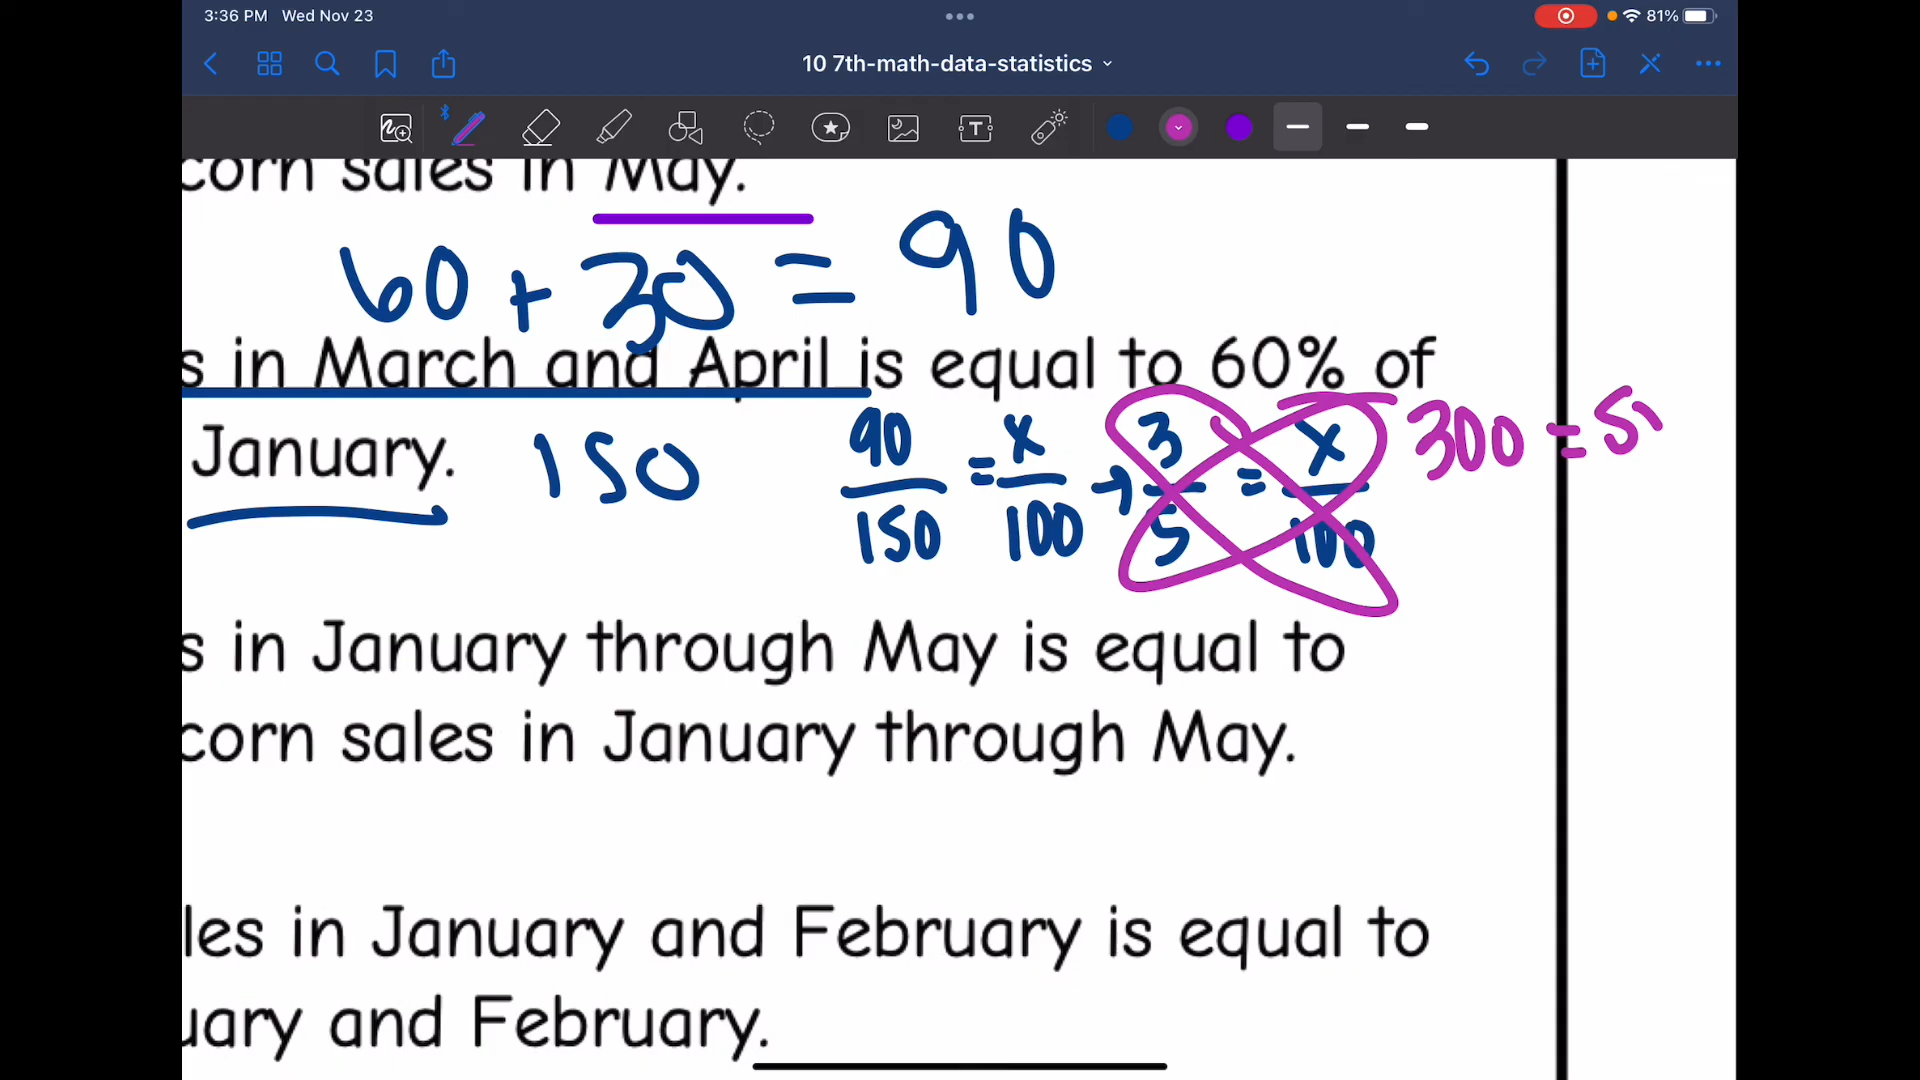 3:36 PM Wed Nov 23
81%
10 7th-math-data-statistics
T
corn sales in May.
60 + 30 = 90
s in March and April is equal to 60% of
January. 150
90/150 = x/100 → 3/5 = x/100
300 = 5
s in January through May is equal to
corn sales in January through May.
les in January and February is equal to
uary and February.